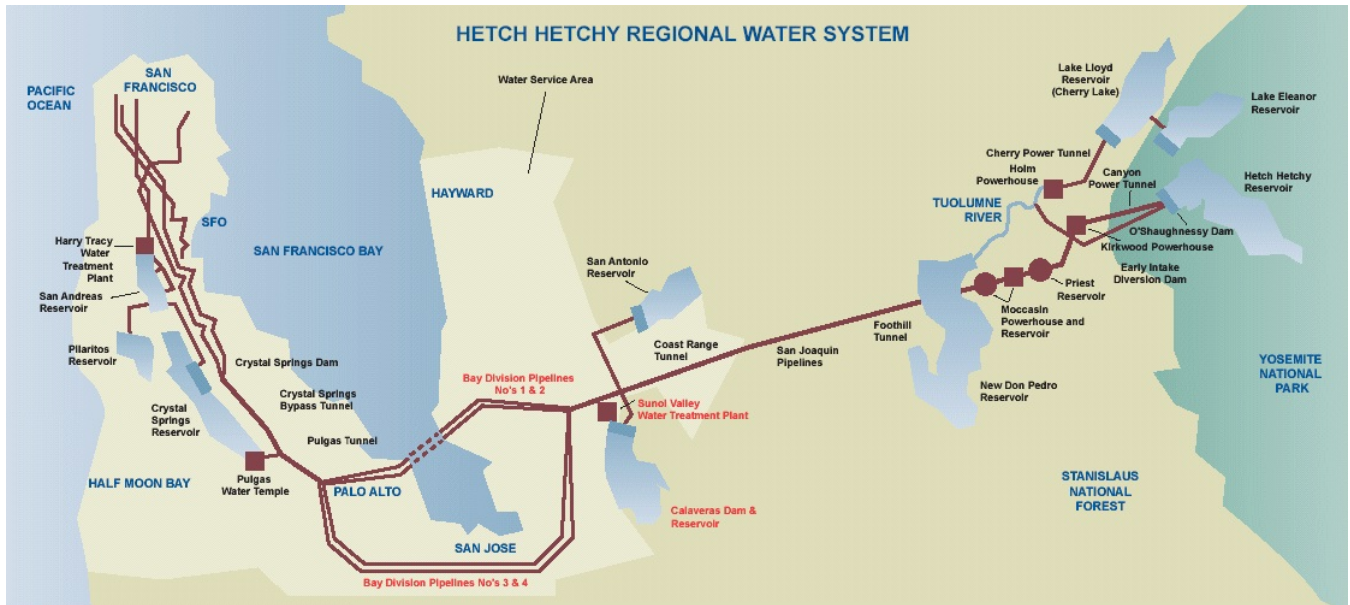 HETCH HETCHY REGIONAL WATER SYSTEM
PACIFIC
OCEAN
SAN
FRANCISCO
Water Service Area
Lake Lloyd
Reservoir
(Cherry Lake)
Lake Eleanor
Reservoir
Cherry Power Tunnel
Holm
Powerhouse
Canyon
Power Tunnel
Hetch Hetchy
Reservoir
HAYWARD
TUOLUMNE
RIVER
SFO
O'Shaughnessy Dam
Kirkwood Powerhouse
Harry Tracy
Water
Treatment
Plant
SAN FRANCISCO BAY
San Antonio
Reservoir
Early Intake
Diversion Dam
Priest
Reservoir
San Andreas
Reservoir
Moccasin
Powerhouse and
Reservoir
Foothill
Tunnel
Coast Range
Tunnel
San Joaquin
Pipelines
Pilaritos
Reservoir
Crystal Springs Dam
YOSEMITE
NATIONAL
PARK
Bay Division Pipelines
No's 1 & 2
New Don Pedro
Reservoir
Crystal Springs
Bypass Tunnel
Sunol Valley
Water Treatment Plant
Crystal
Springs
Reservoir
Pulgas Tunnel
HALF MOON BAY
Pulgas
Water Temple
PALO ALTO
STANISLAUS
NATIONAL
FOREST
Calaveras Dam &
Reservoir
SAN JOSE
Bay Division Pipelines No's 3 & 4